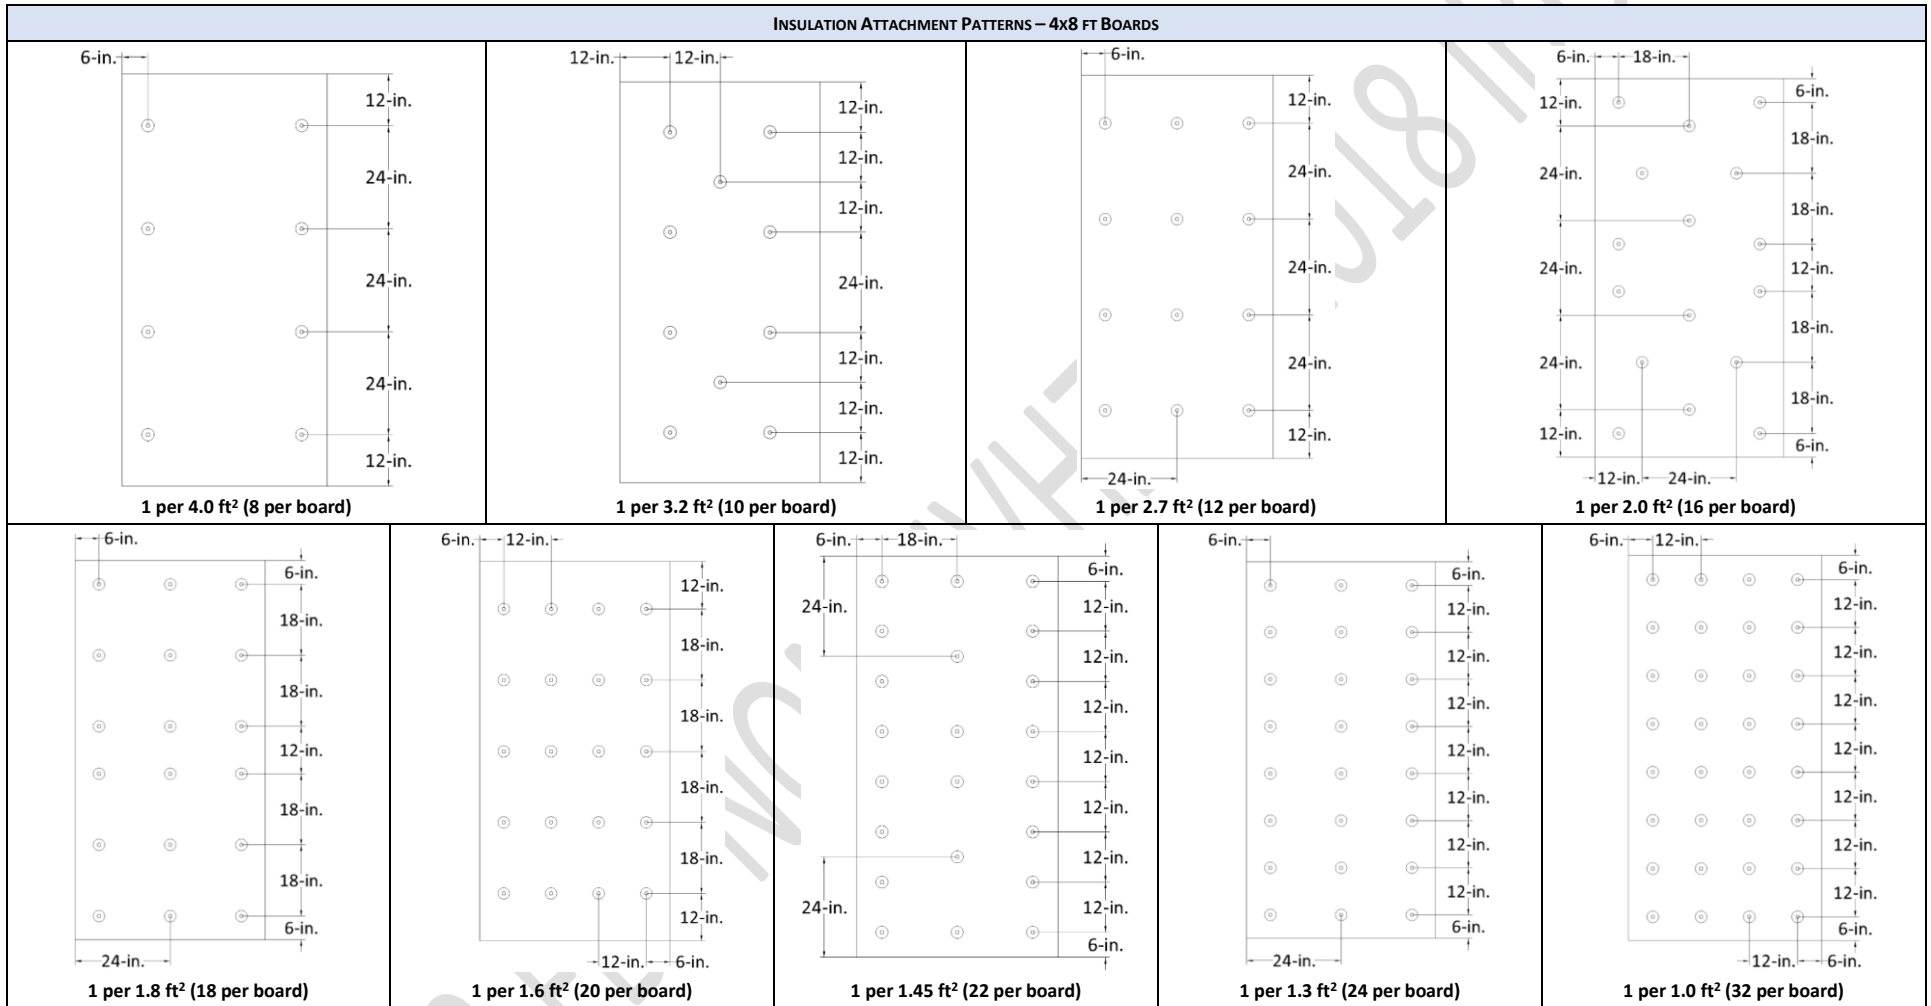 INSULATION ATTACHMENT PATTERNS – 4X8 FT BOARDS
6-in.
12-in.
24-in.
24-in.
24-in.
12-in.
1 per 4.0 ft² (8 per board)
12-in. 12-in.
12-in.
12-in.
12-in.
24-in.
12-in.
12-in.
12-in.
1 per 3.2 ft² (10 per board)
6-in.
12-in.
24-in.
24-in.
24-in.
12-in.
24-in.
1 per 2.7 ft² (12 per board)
6-in. 18-in.
12-in.
24-in.
24-in.
24-in.
12-in.
6-in.
18-in.
18-in.
12-in.
18-in.
18-in.
6-in.
12-in. 24-in.
1 per 2.0 ft² (16 per board)
6-in.
6-in.
18-in.
18-in.
12-in.
18-in.
18-in.
6-in.
24-in.
1 per 1.8 ft² (18 per board)
6-in. 12-in.
12-in.
18-in.
18-in.
18-in.
18-in.
12-in.
12-in. 6-in.
1 per 1.6 ft² (20 per board)
6-in. 18-in.
24-in.
24-in.
6-in.
12-in.
12-in.
12-in.
12-in.
12-in.
12-in.
12-in.
6-in.
1 per 1.45 ft² (22 per board)
6-in.
6-in.
12-in.
12-in.
12-in.
12-in.
12-in.
12-in.
12-in.
6-in.
24-in.
1 per 1.3 ft² (24 per board)
6-in. 12-in.
6-in.
12-in.
12-in.
12-in.
12-in.
12-in.
12-in.
12-in.
6-in.
12-in. 6-in.
1 per 1.0 ft² (32 per board)